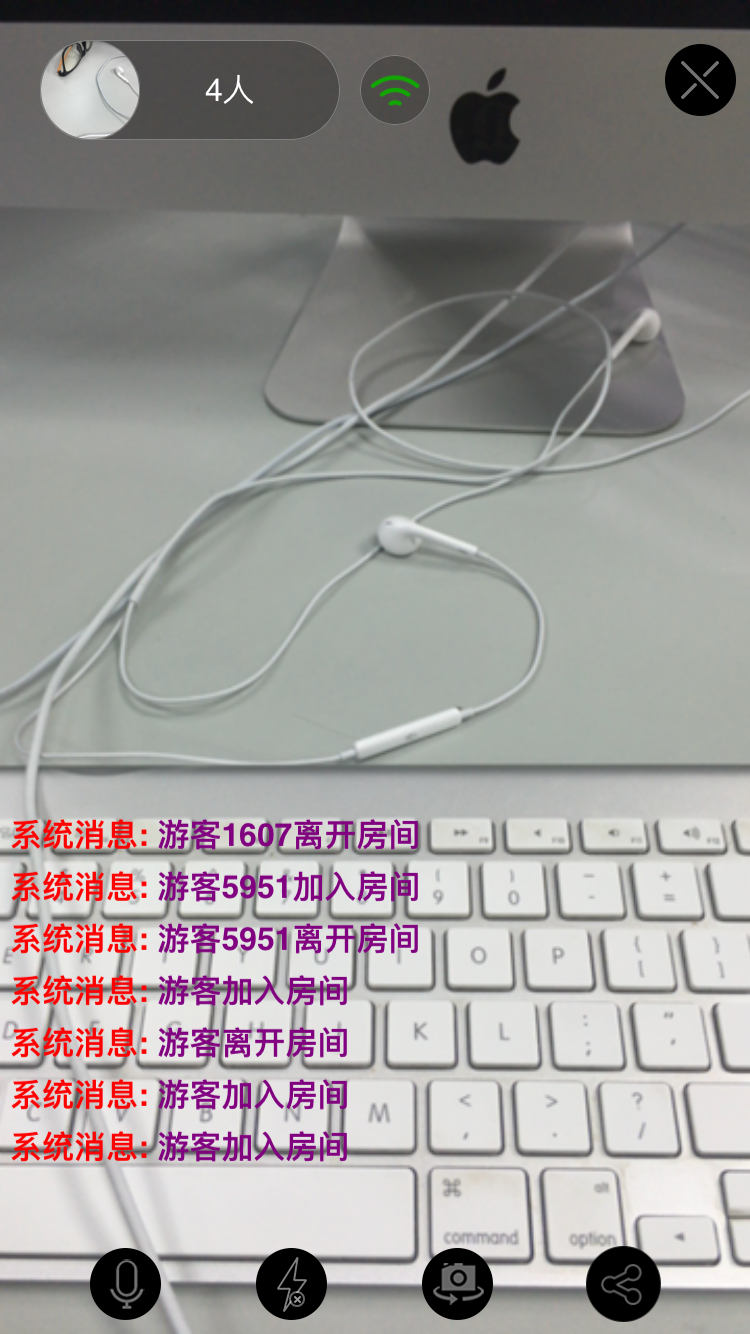 4人
系统消息: 游客1607离开房间
系统消息: 游客5951加入房间
( 9
) 0
- -
+ =
系统消息: 游客5951离开房间
O
P
{ [
} ]
系统消息: 游客加入房间
系统消息: 游客离开房间
K
L
: ;
系统消息: 游客加入房间
M
< ,
> .
? /
系统消息: 游客加入房间
⌘
alt
command
option